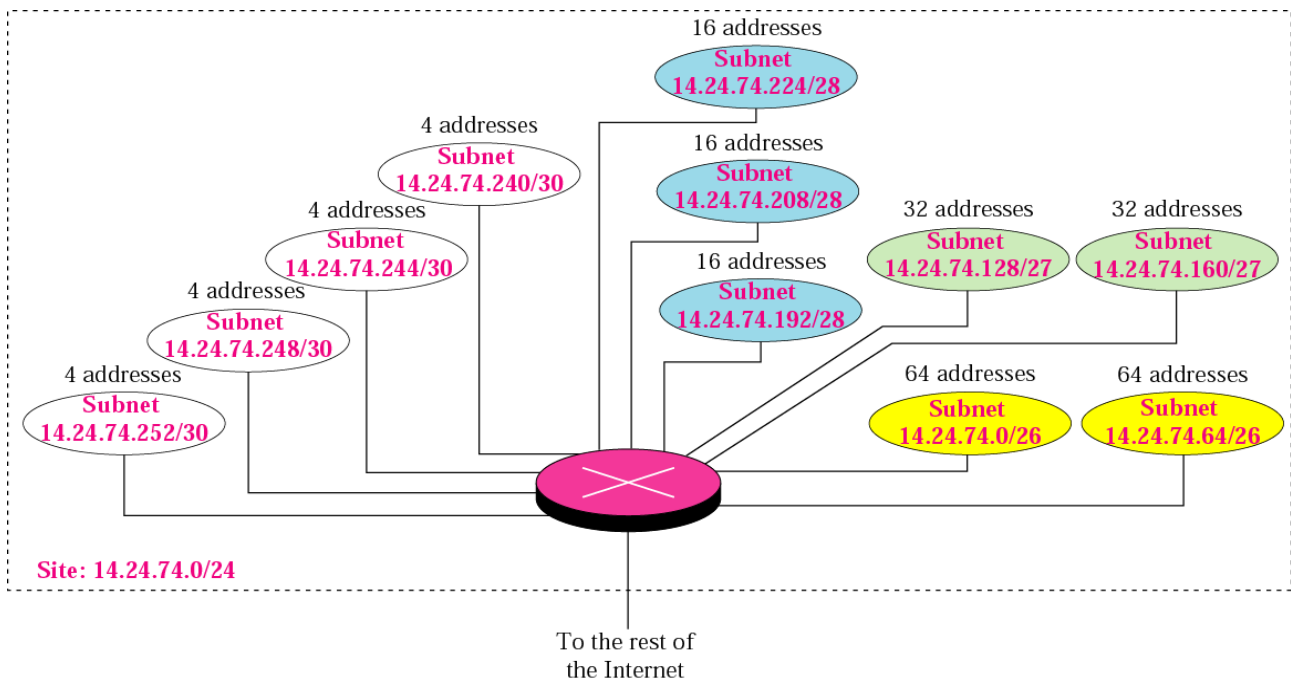 16 addresses
Subnet
14.24.74.224/28
4 addresses
Subnet
14.24.74.240/30
16 addresses
Subnet
14.24.74.208/28
4 addresses
Subnet
14.24.74.244/30
32 addresses
Subnet
14.24.74.128/27
32 addresses
Subnet
14.24.74.160/27
16 addresses
Subnet
14.24.74.192/28
4 addresses
Subnet
14.24.74.248/30
4 addresses
Subnet
14.24.74.252/30
64 addresses
Subnet
14.24.74.0/26
64 addresses
Subnet
14.24.74.64/26
Site: 14.24.74.0/24
To the rest of
the Internet